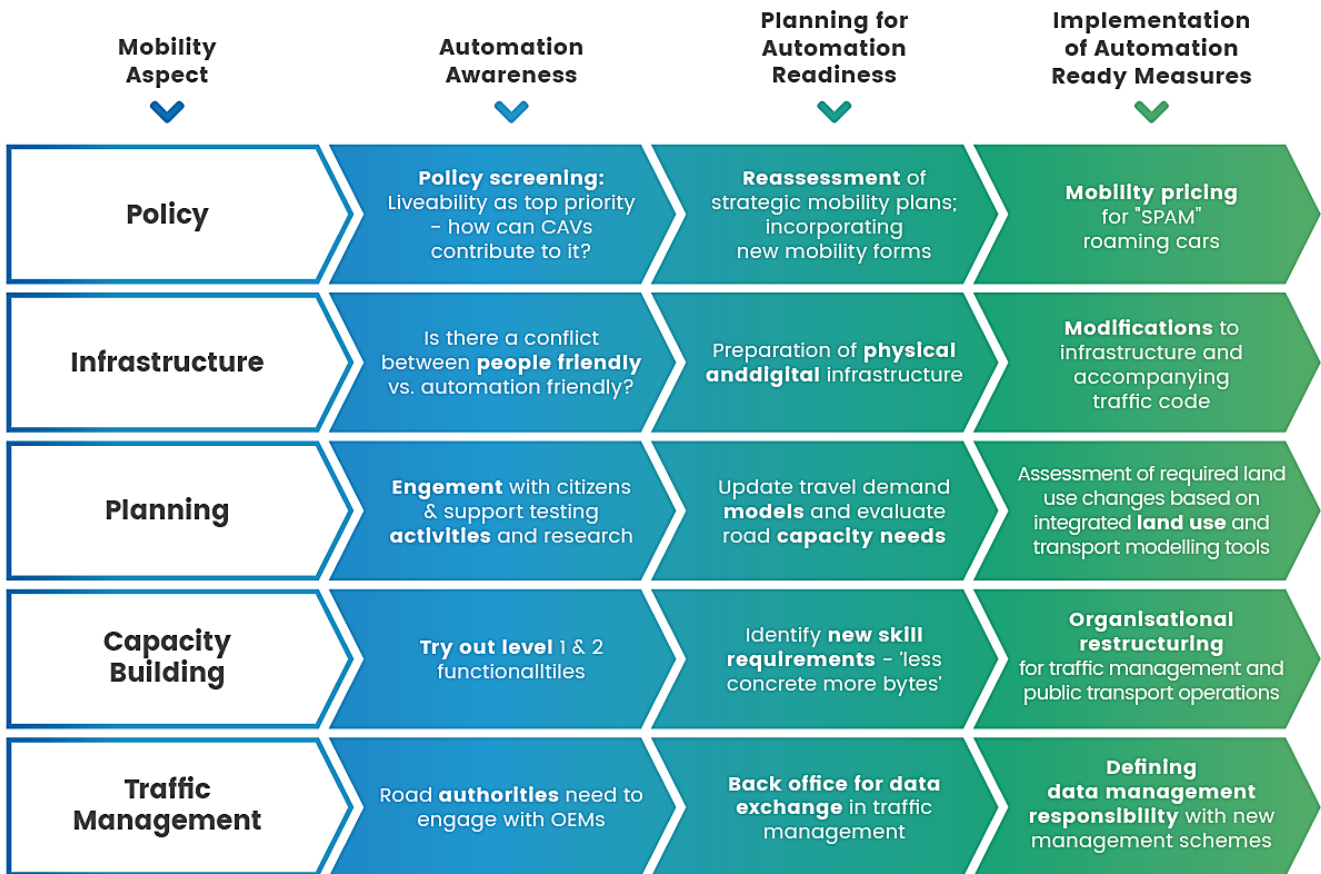 Mobility
Aspect
Automation
Awareness
Planning for
Automation
Readiness
Implementation
of Automation
Ready Measures
Policy
Policy screening:
Liveability as top priority
- how can CAVs
contribute to it?
Reassessment of
strategic mobility plans;
incorporating
new mobility forms
Mobility pricing
for "SPAM"
roaming cars
Infrastructure
Is there a conflict
between people friendly
vs. automation friendly?
Preparation of physical
anddigital infrastructure
Modifications to
infrastructure and
accompanying
traffic code
Planning
Engement with citizens
& support testing
activities and research
Update travel demand
models and evaluate
road capacity needs
Assessment of required land
use changes based on
integrated land use and
transport modelling tools
Capacity
Building
Try out level 1 & 2
functionalltiles
Identify new skill
requirements - 'less
concrete more bytes'
Organisational
restructuring
for traffic management and
public transport operations
Traffic
Management
Road authorities need to
engage with OEMs
Back office for data
exchange in traffic
management
Defining
data management
responsibility with new
management schemes